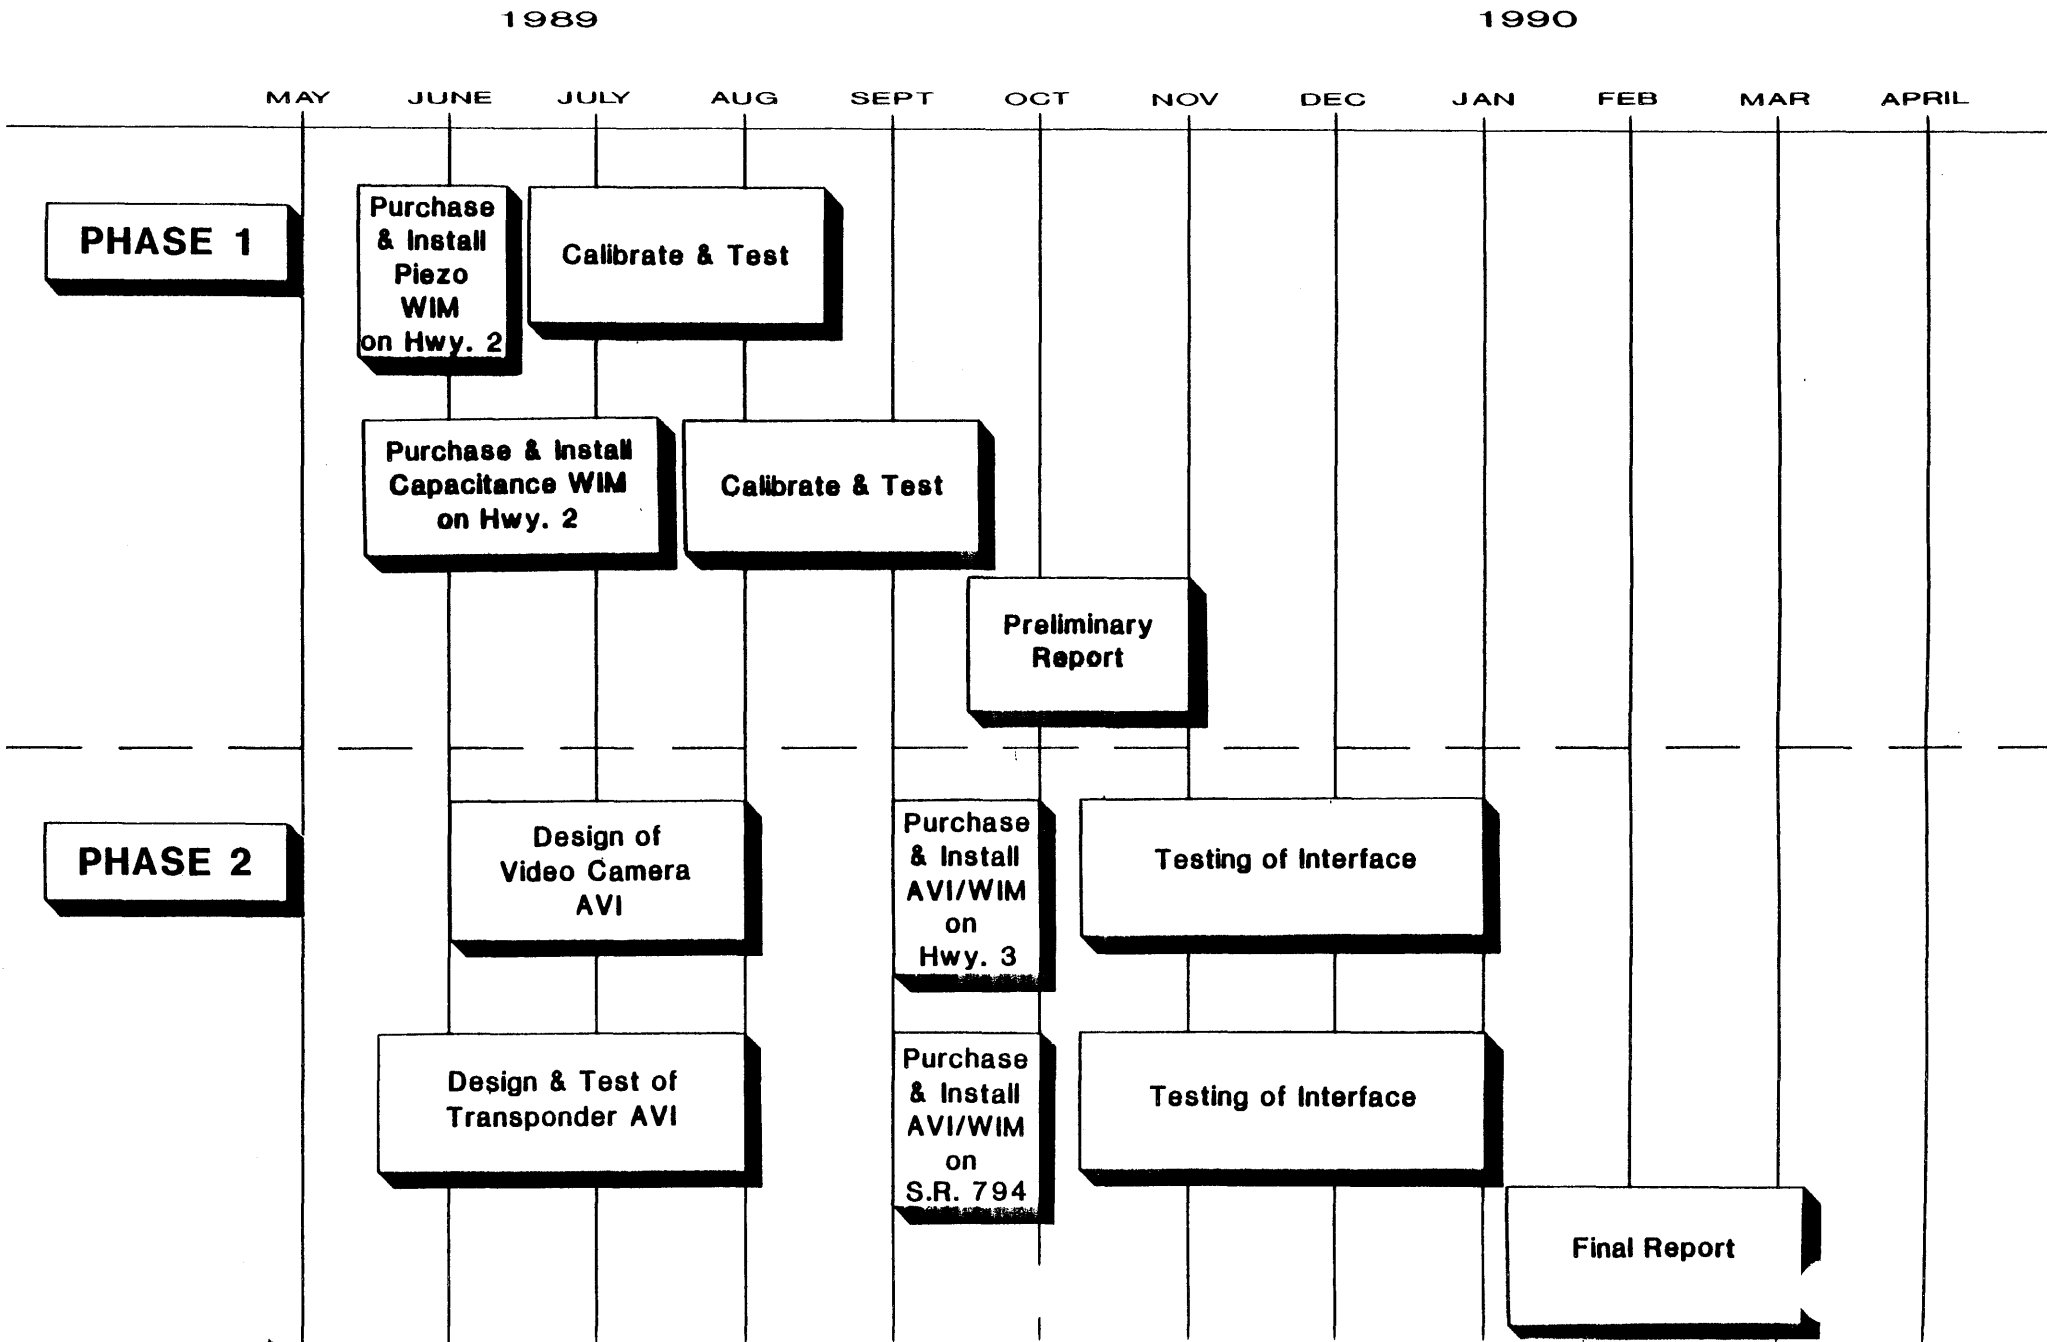 1989
1990
MAY
JUNE
JULY
AUG
SEPT
OCT
NOV
DEC
JAN
FEB
MAR
APRIL
PHASE 1
Purchase
& Install
Piezo
WIM
on Hwy. 2
Calibrate & Test
Purchase & Install
Capacitance WIM
on Hwy. 2
Calibrate & Test
Preliminary
Report
PHASE 2
Design of
Video Camera
AVI
Purchase
& Install
AVI/WIM
on
Hwy. 3
Testing of Interface
Design & Test of
Transponder AVI
Purchase
& Install
AVI/WIM
on
S.R. 794
Testing of Interface
Final Report